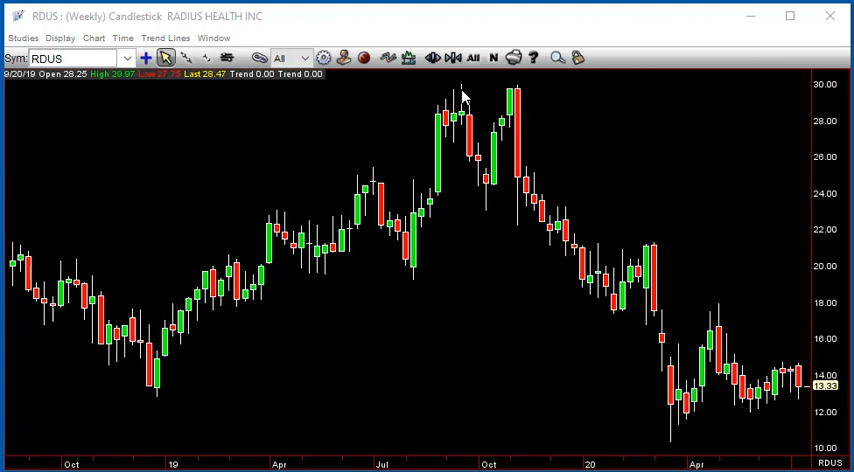 RDUS : (Weekly) Candlestick RADIUS HEALTH INC
Studies Display Chart Time Trend Lines Window
Sym: RDUS All All N ?
9/20/19 Open 28.25 High 29.97 Low 27.75 Last 28.47 Trend 0.00 Trend 0.00
30.00
28.00
26.00
24.00
22.00
20.00
18.00
16.00
14.00
13.33
12.00
10.00
Oct 19 Apr Jul Oct 20 Apr RDUS